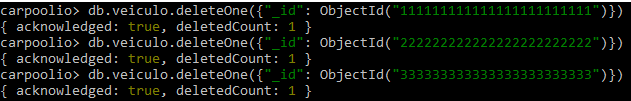 carpoolio> db.veiculo.deleteOne({"_id": ObjectId("111111111111111111111111")})
{ acknowledged: true, deletedCount: 1 }
carpoolio> db.veiculo.deleteOne({"_id": ObjectId("222222222222222222222222")})
{ acknowledged: true, deletedCount: 1 }
carpoolio> db.veiculo.deleteOne({"_id": ObjectId("333333333333333333333333")})
{ acknowledged: true, deletedCount: 1 }